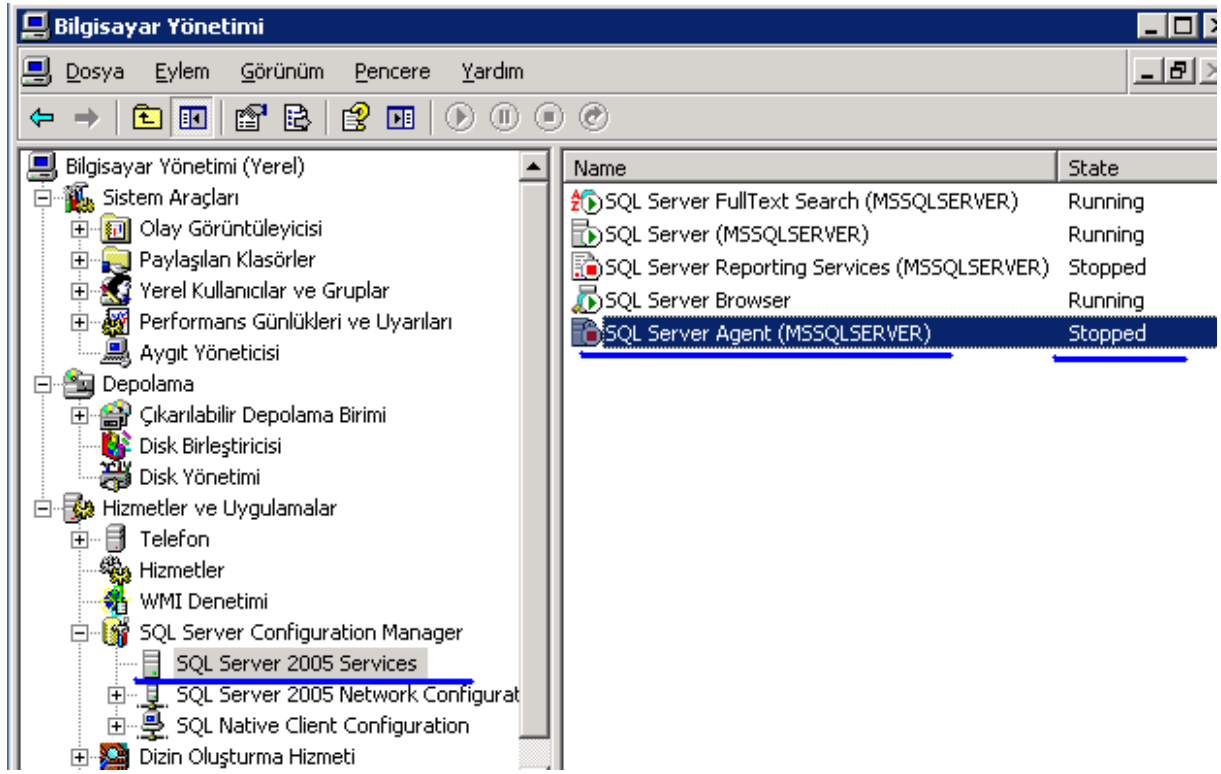 Bilgisayar Yönetimi
Dosya Eylem Görünüm Pencere Yardım
Bilgisayar Yönetimi (Yerel)
Sistem Araçları
Olay Görüntüleyicisi
Paylaşılan Klasörler
Yerel Kullanıcılar ve Gruplar
Performans Günlükleri ve Uyarıları
Aygıt Yöneticisi
Depolama
Çıkarılabilir Depolama Birimi
Disk Birleştiricisi
Disk Yönetimi
Hizmetler ve Uygulamalar
Telefon
Hizmetler
WMI Denetimi
SQL Server Configuration Manager
SQL Server 2005 Services
SQL Server 2005 Network Configurat
SQL Native Client Configuration
Dizin Oluşturma Hizmeti
Name State
SQL Server FullText Search (MSSQLSERVER) Running
SQL Server (MSSQLSERVER) Running
SQL Server Reporting Services (MSSQLSERVER) Stopped
SQL Server Browser Running
SQL Server Agent (MSSQLSERVER) Stopped